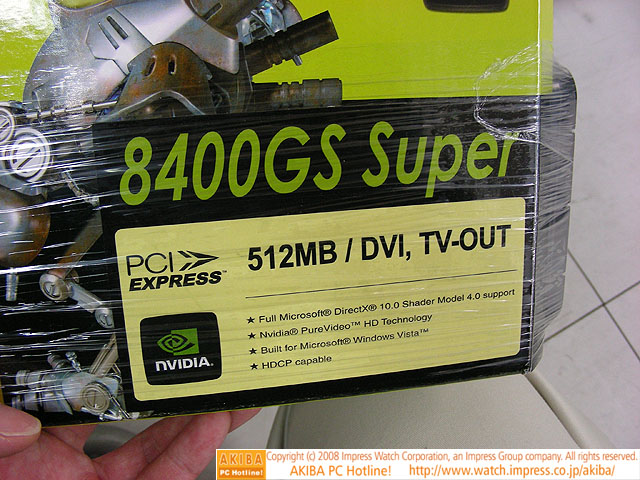 8400GS Super
PCI
EXPRESS™
512MB / DVI, TV-OUT
★ Full Microsoft® DirectX® 10.0 Shader Model 4.0 support
★ Nvidia® PureVideo™ HD Technology
★ Built for Microsoft® Windows Vista™
★ HDCP capable
NVIDIA.
AKIBA
PC Hotline!
Copyright (c) 2008 Impress Watch Corporation, an Impress Group company. All rights reserved.
AKIBA PC Hotline! http://www.watch.impress.co.jp/akiba/